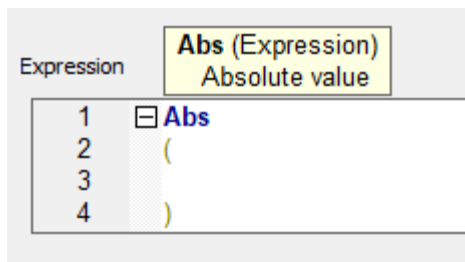 Abs (Expression)
Absolute value
Expression
1 Abs
2 (
3
4 )